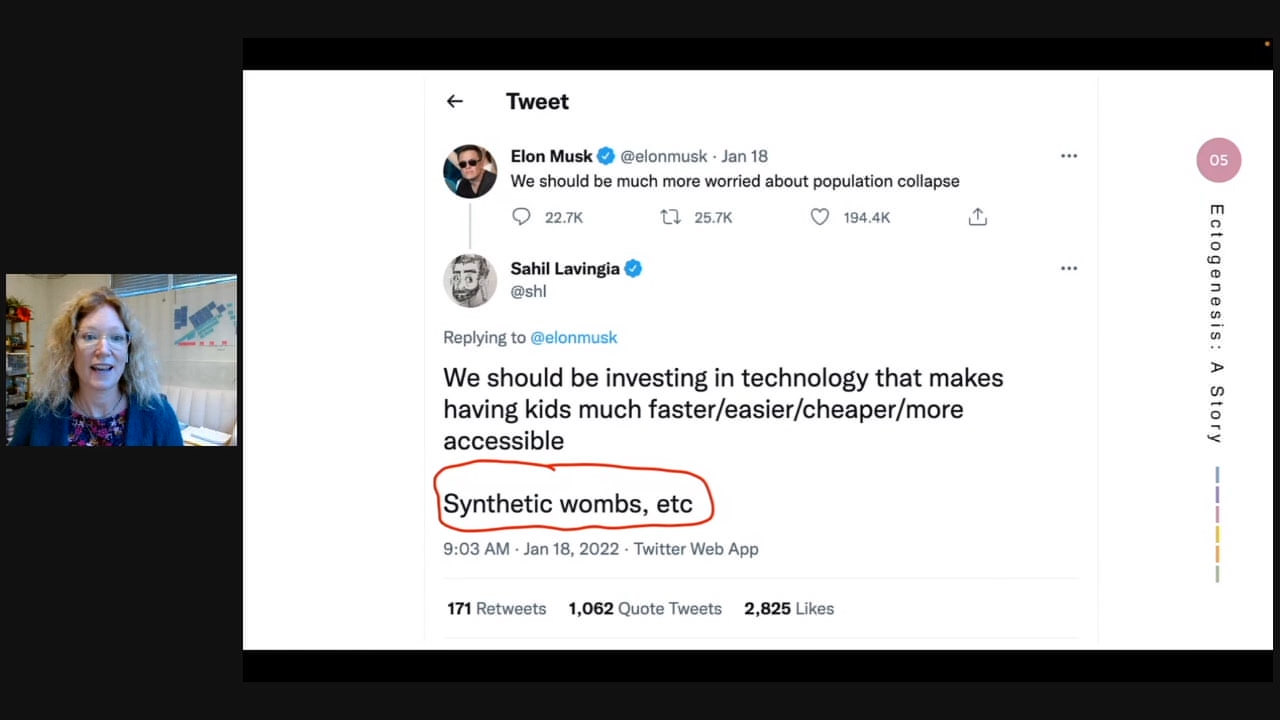 Tweet
Elon Musk @elonmusk · Jan 18
We should be much more worried about population collapse
22.7K 25.7K 194.4K
Sahil Lavingia
@shl
Replying to @elonmusk
We should be investing in technology that makes
having kids much faster/easier/cheaper/more
accessible
Synthetic wombs, etc
9:03 AM · Jan 18, 2022 · Twitter Web App
171 Retweets 1,062 Quote Tweets 2,825 Likes
05
Ectogenesis: A Story